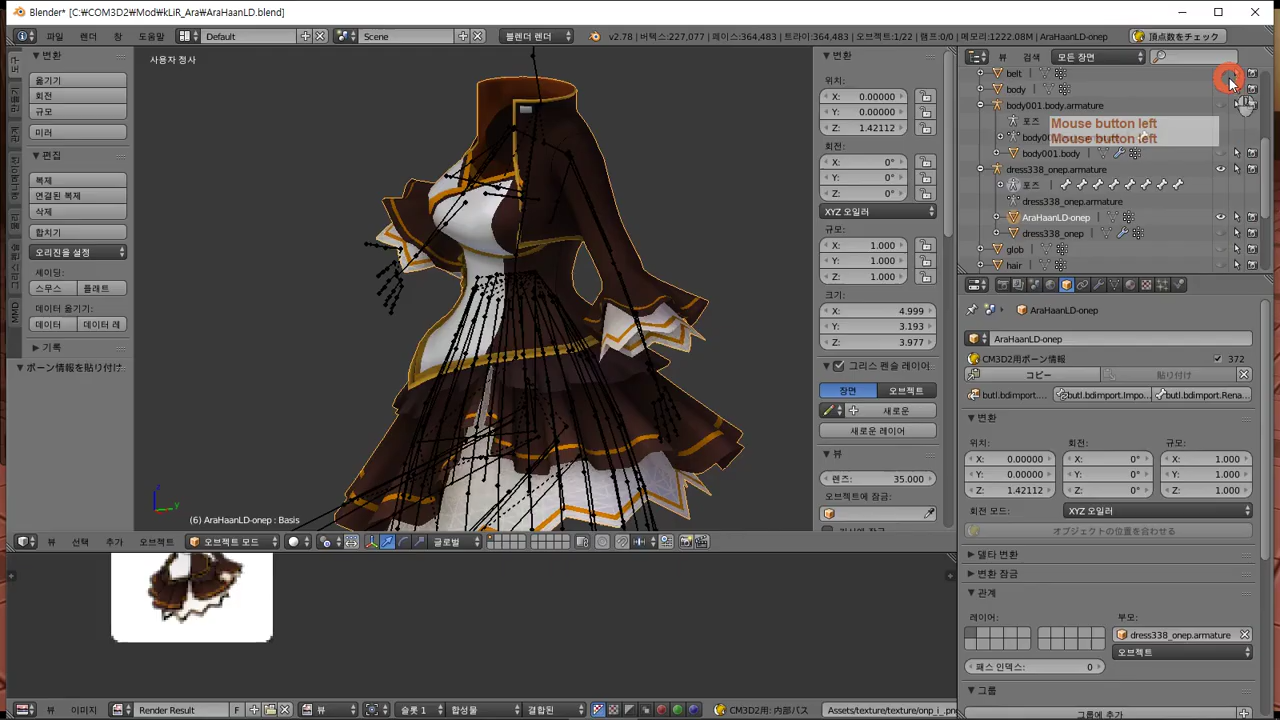 Blender* [C:\COM3D2\Mod\kLiR_Ara\AraHaanLD.blend]
파일 렌더 창 도움말 Default Scene 블렌더 렌더 v2.78 | 버텍스:227,077 | 페이스:364,483 | 트라이:364,483 | 오브젝트:1/22 | 램프:0/0 | 메모리:1222.08M | AraHaanLD-onep 頂点数をチェック
변환
옮기기
회전
규모
미러
편집
복제
연결된 복제
삭제
합치기
오리진을 설정
셰이딩:
스무스 플래트
데이터 옮기기:
데이터 데이터 레
기록
ボーン情報を貼り付け
사용자 정사
(6) AraHaanLD-onep : Basis
뷰 선택 추가 오브젝트 오브젝트 모드 글로벌
변환
위치:
X: 0.00000
Y: 0.00000
Z: 1.42112
회전:
X: 0°
Y: 0°
Z: 0°
XYZ 오일러
규모:
X: 1.000
Y: 1.000
Z: 1.000
크기:
X: 4.999
Y: 3.193
Z: 3.977
그리스 펜슬 레이어
장면 오브젝트
새로운
새로운 레이어
뷰
렌즈: 35.000
오브젝트에 잠금:
뷰 검색 모든 장면
belt
body
body001.body.armature
포즈
Mouse button left
Mouse button left
body001.body
dress338_onep.armature
포즈
dress338_onep.armature
AraHaanLD-onep
dress338_onep
glob
hair
AraHaanLD-onep
AraHaanLD-onep
CM3D2用ボーン情報 372
コピー 貼り付け
butl.bdimport.... butl.bdimport.Impo... butl.bdimport.Rena...
변환
위치: 회전: 규모:
X: 0.00000 X: 0° X: 1.000
Y: 0.00000 Y: 0° Y: 1.000
Z: 1.42112 Z: 0° Z: 1.000
회전 모드: XYZ 오일러
オブジェクトの位置を合わせる
델타 변환
변환 잠금
관계
레이어: 부모:
dress338_onep.armature
오브젝트
패스 인덱스: 0
그룹
그룹에 추가
뷰 이미지 Render Result F 뷰 슬롯 1 합성물 결합된 CM3D2用: 内部パス Assets/texture/texture/onp_i_.png